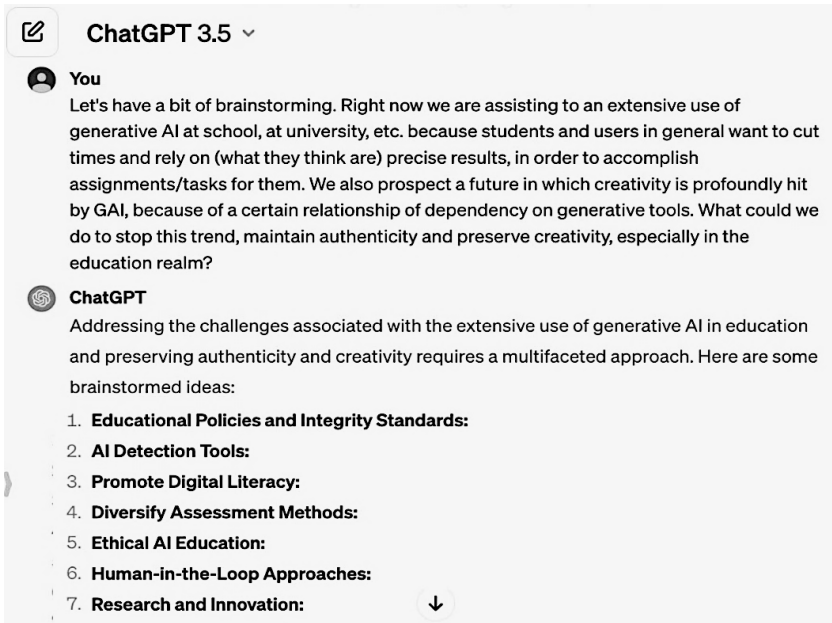 ChatGPT 3.5
You
Let's have a bit of brainstorming. Right now we are assisting to an extensive use of
generative AI at school, at university, etc. because students and users in general want to cut
times and rely on (what they think are) precise results, in order to accomplish
assignments/tasks for them. We also prospect a future in which creativity is profoundly hit
by GAI, because of a certain relationship of dependency on generative tools. What could we
do to stop this trend, maintain authenticity and preserve creativity, especially in the
education realm?
ChatGPT
Addressing the challenges associated with the extensive use of generative AI in education
and preserving authenticity and creativity requires a multifaceted approach. Here are some
brainstormed ideas:
1. Educational Policies and Integrity Standards:
2. AI Detection Tools:
3. Promote Digital Literacy:
4. Diversify Assessment Methods:
5. Ethical AI Education:
6. Human-in-the-Loop Approaches:
7. Research and Innovation: